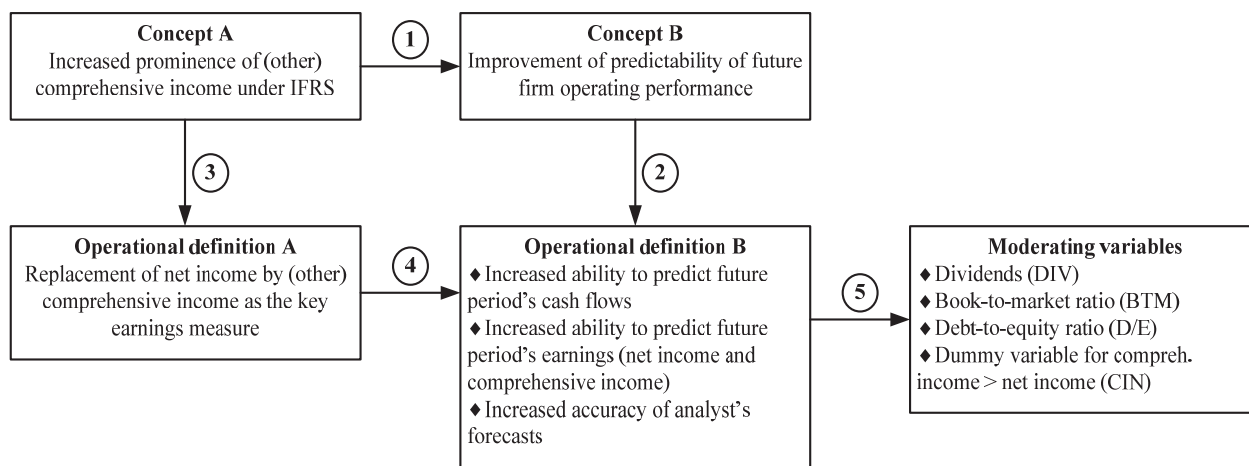 Concept A
Increased prominence of (other)
comprehensive income under IFRS
1
Concept B
Improvement of predictability of future
firm operating performance
3
2
Operational definition A
Replacement of net income by (other)
comprehensive income as the key
earnings measure
4
Operational definition B
♦ Increased ability to predict future
period's cash flows
♦ Increased ability to predict future
period's earnings (net income and
comprehensive income)
♦ Increased accuracy of analyst's
forecasts
5
Moderating variables
♦ Dividends (DIV)
♦ Book-to-market ratio (BTM)
♦ Debt-to-equity ratio (D/E)
♦ Dummy variable for compreh.
income > net income (CIN)